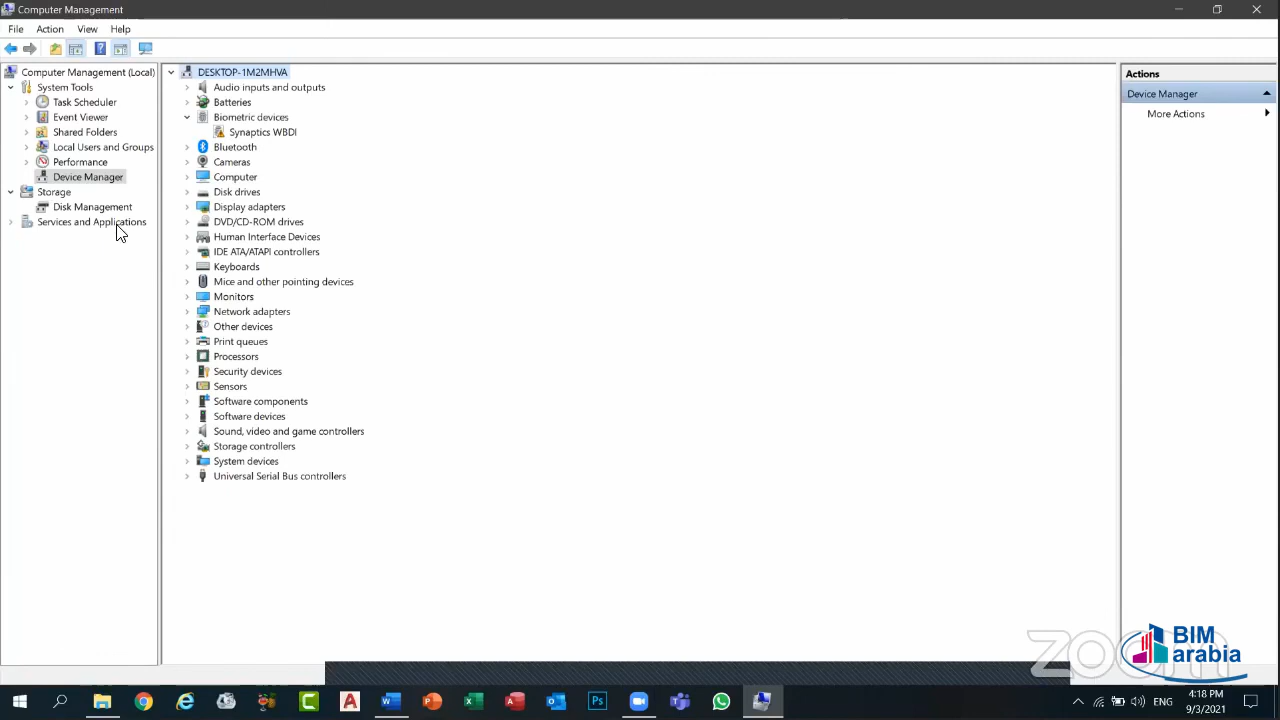 Computer Management
File Action View Help
Computer Management (Local)
System Tools
Task Scheduler
Event Viewer
Shared Folders
Local Users and Groups
Performance
Device Manager
Storage
Disk Management
Services and Applications
DESKTOP-1M2MHVA
Audio inputs and outputs
Batteries
Biometric devices
Synaptics WBDI
Bluetooth
Cameras
Computer
Disk drives
Display adapters
DVD/CD-ROM drives
Human Interface Devices
IDE ATA/ATAPI controllers
Keyboards
Mice and other pointing devices
Monitors
Network adapters
Other devices
Print queues
Processors
Security devices
Sensors
Software components
Software devices
Sound, video and game controllers
Storage controllers
System devices
Universal Serial Bus controllers
Actions
Device Manager
More Actions
zoom
BIM
arabia
ENG
4:18 PM
9/3/2021